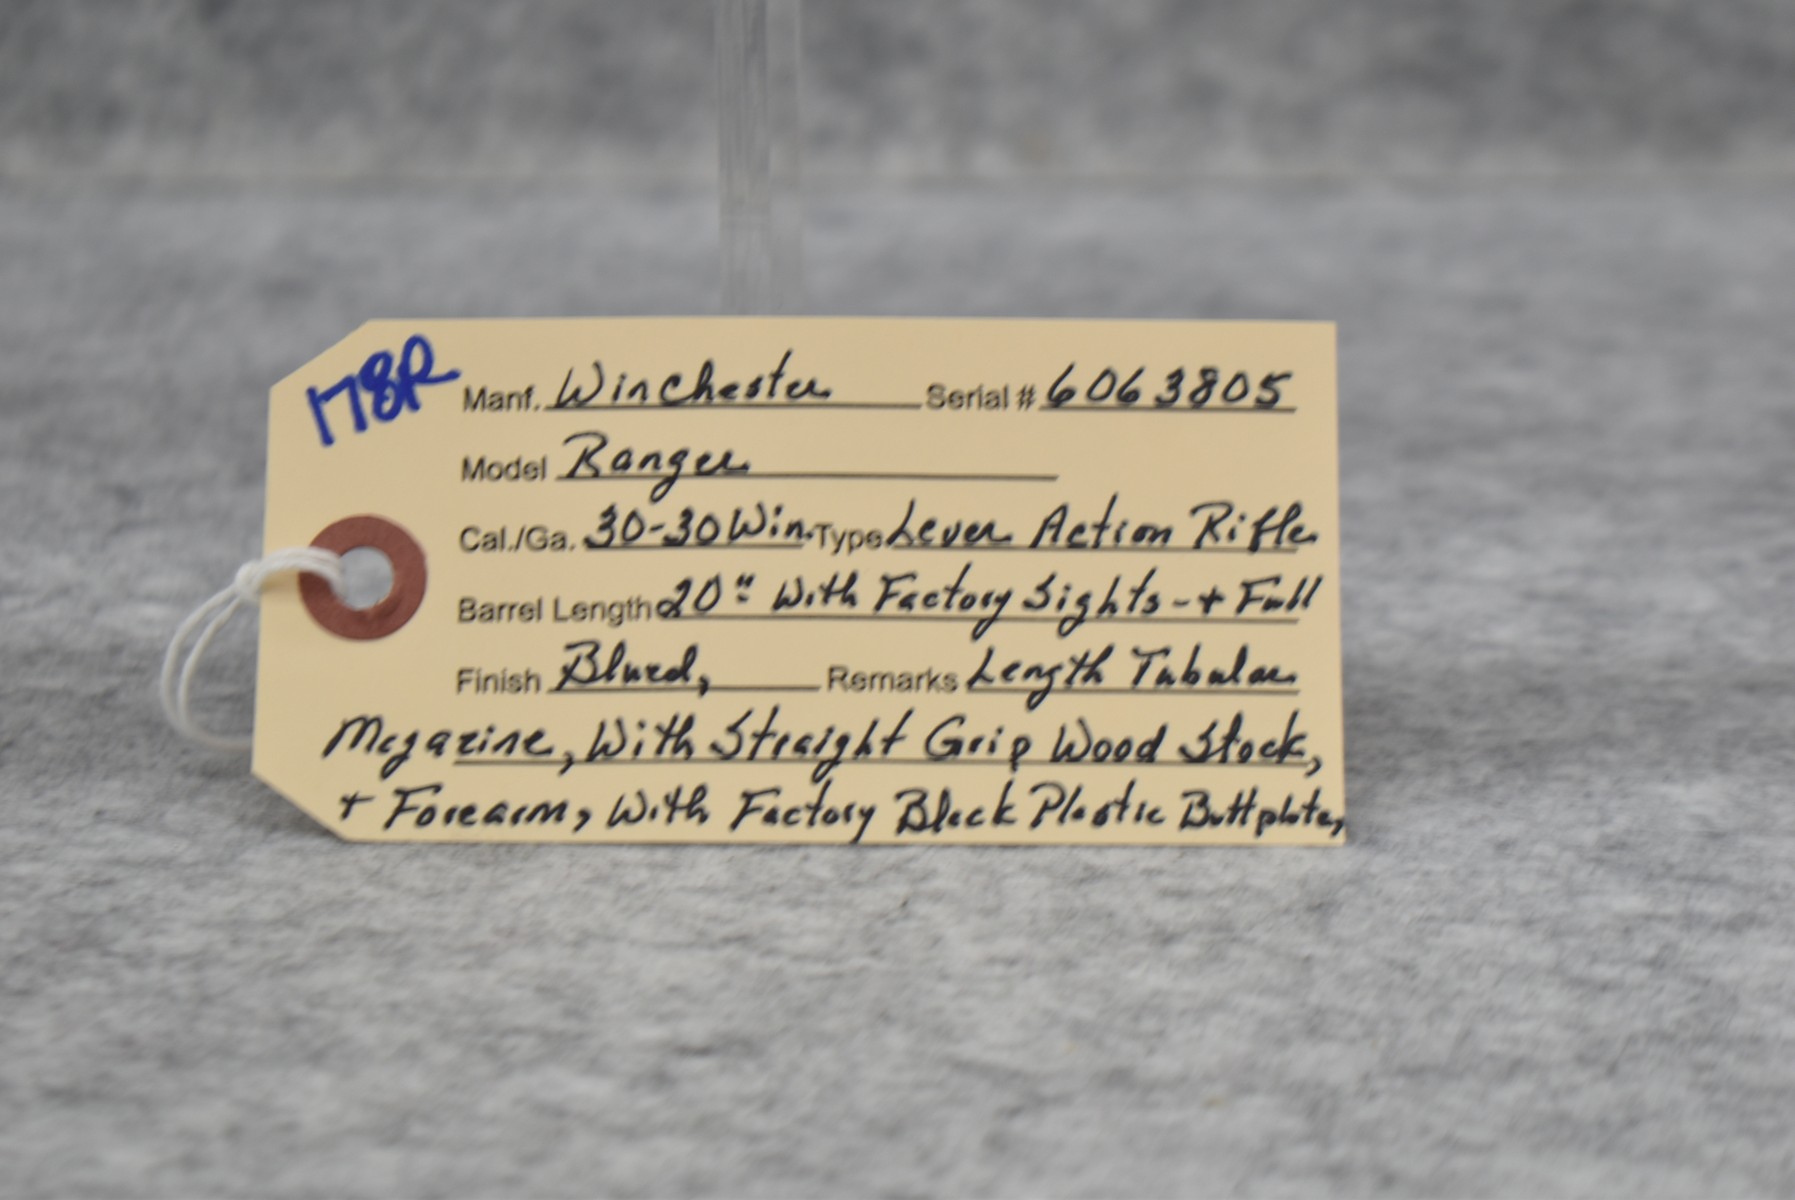 178R
Manf. Winchester Serial # 6063805
Model Ranger
Cal./Ga. 30-30 Win. Type Lever Action Rifle
Barrel Length 20" With Factory Sights - + Full
Finish Blued, Remarks Length Tubular
Magazine, With Straight Grip Wood Stock,
+ Forearm, With Factory Black Plastic Buttplate,